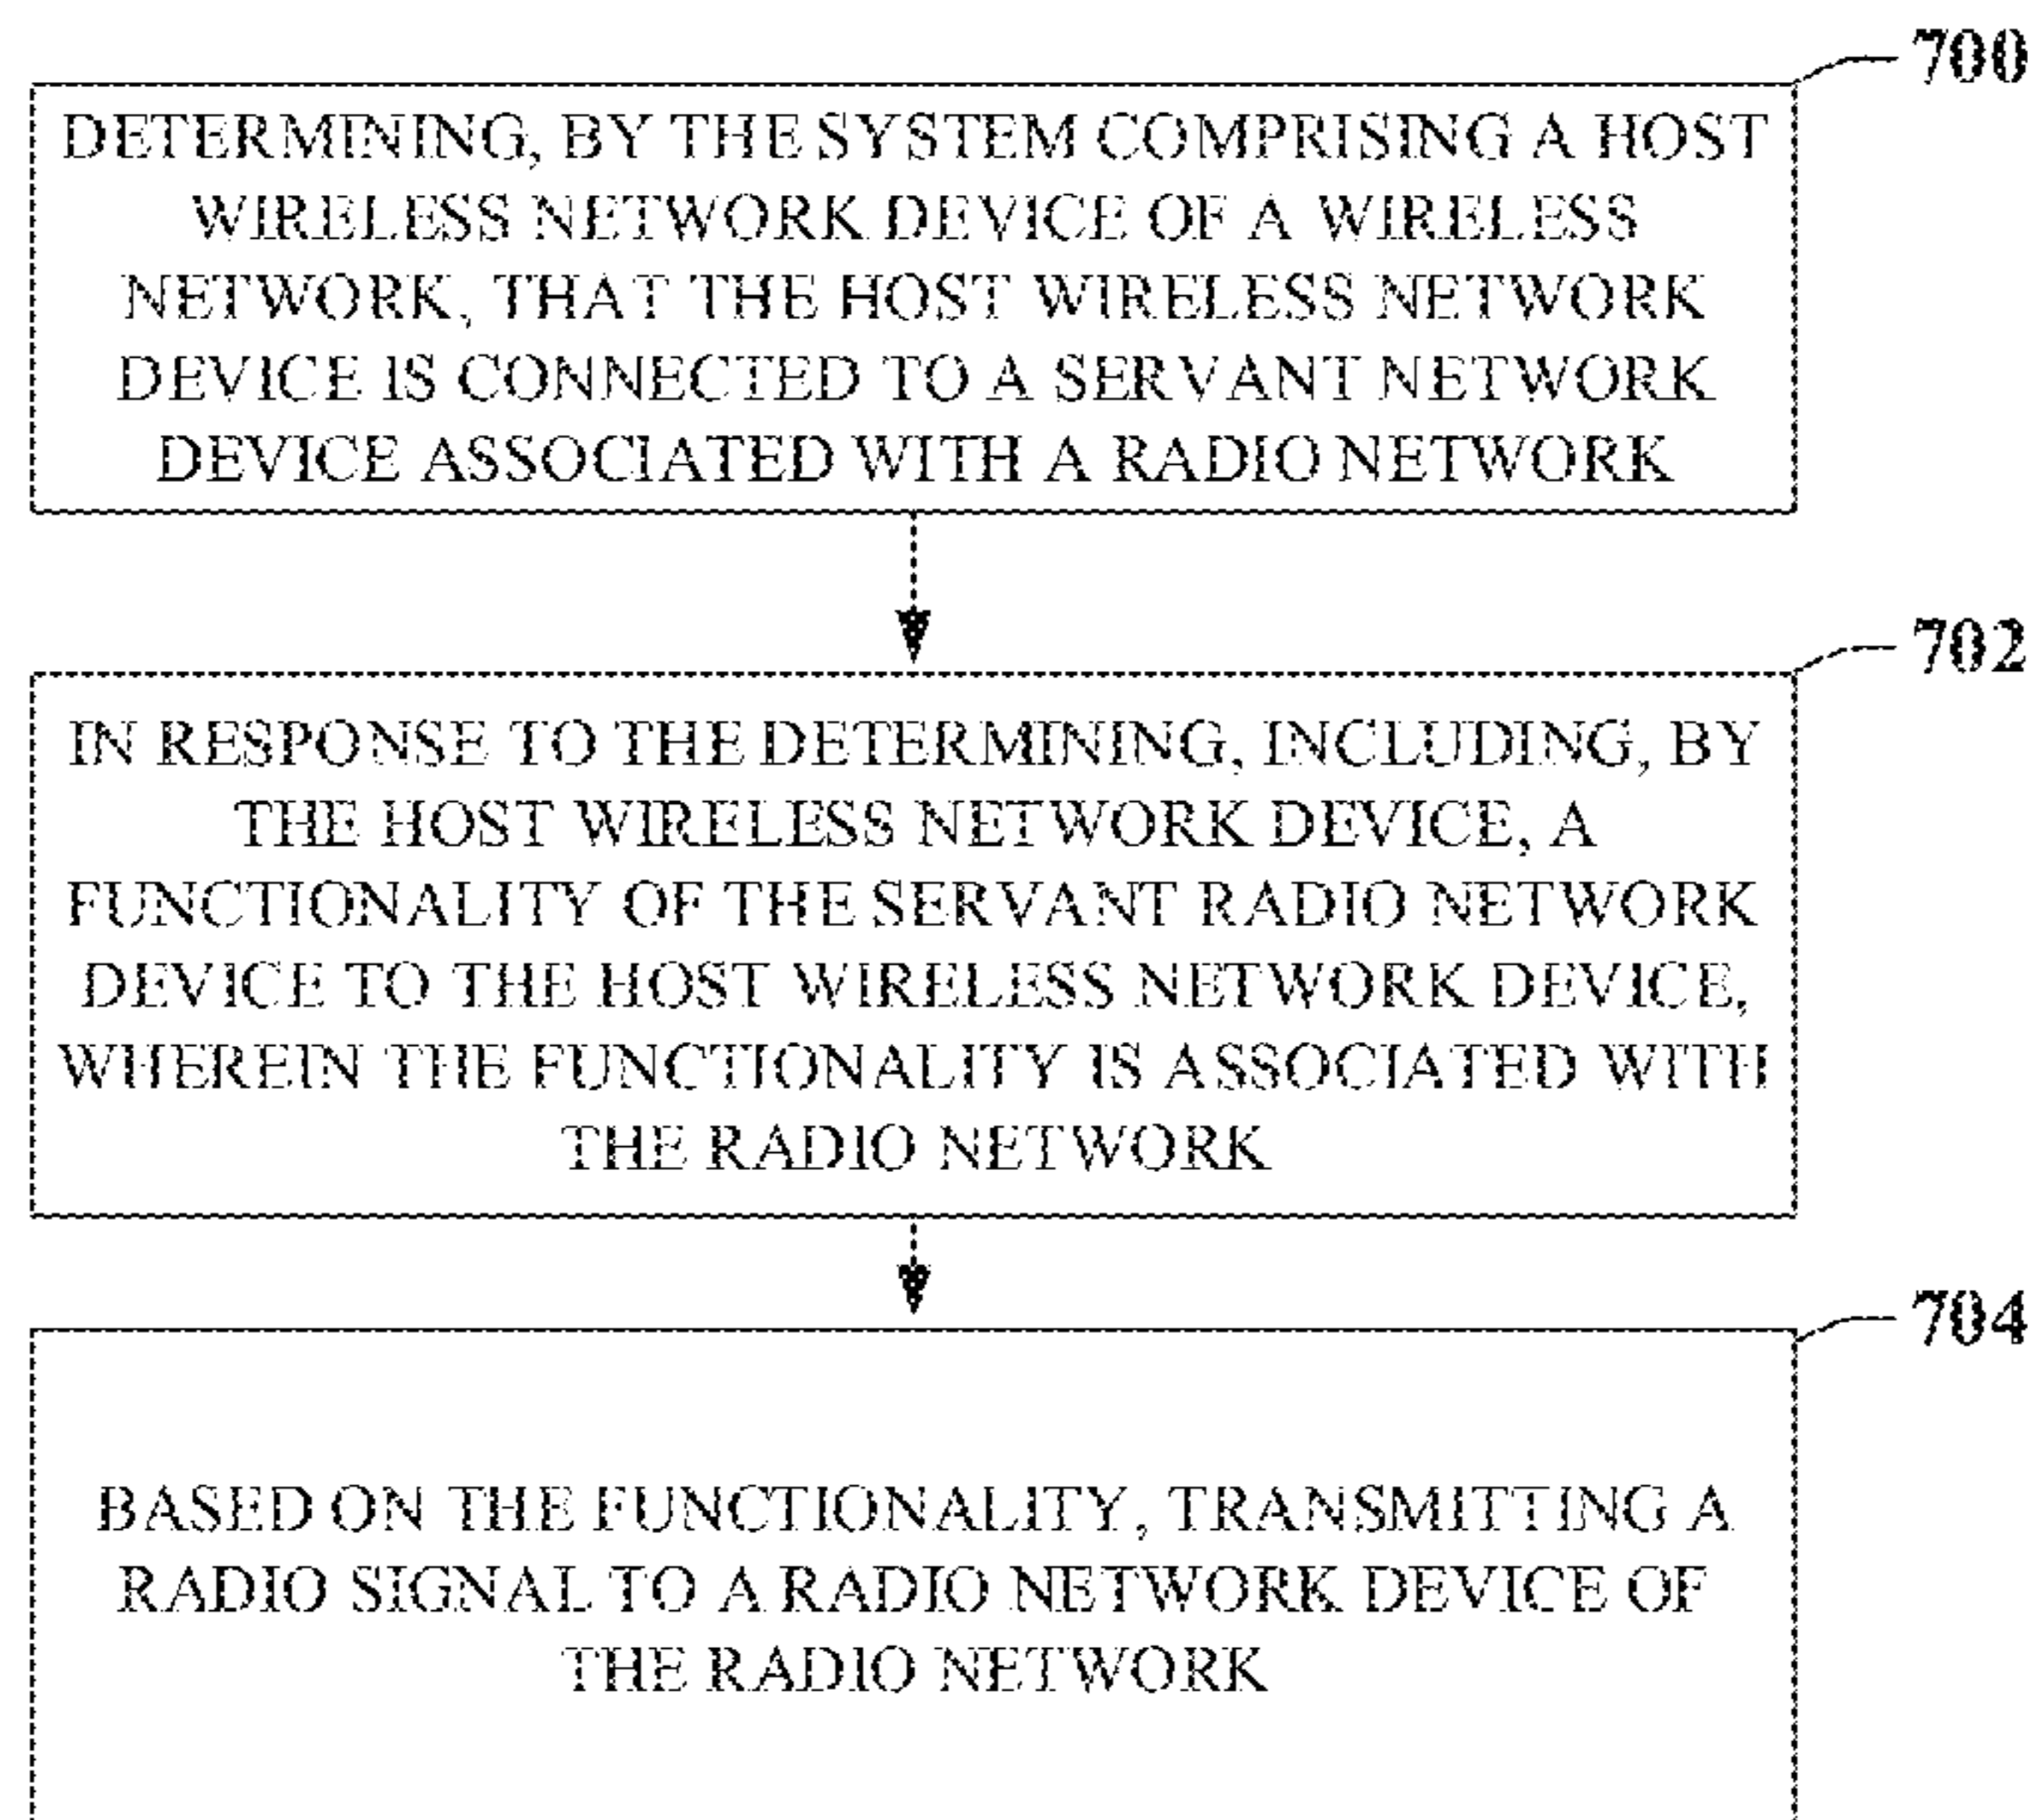 700
DETERMINING, BY THE SYSTEM COMPRISING A HOST
WIRELESS NETWORK DEVICE OF A WIRELESS
NETWORK, THAT THE HOST WIRELESS NETWORK
DEVICE IS CONNECTED TO A SERVANT NETWORK
DEVICE ASSOCIATED WITH A RADIO NETWORK
702
IN RESPONSE TO THE DETERMINING, INCLUDING, BY
THE HOST WIRELESS NETWORK DEVICE, A
FUNCTIONALITY OF THE SERVANT RADIO NETWORK
DEVICE TO THE HOST WIRELESS NETWORK DEVICE,
WHEREIN THE FUNCTIONALITY IS ASSOCIATED WITH
THE RADIO NETWORK
704
BASED ON THE FUNCTIONALITY, TRANSMITTING A
RADIO SIGNAL TO A RADIO NETWORK DEVICE OF
THE RADIO NETWORK